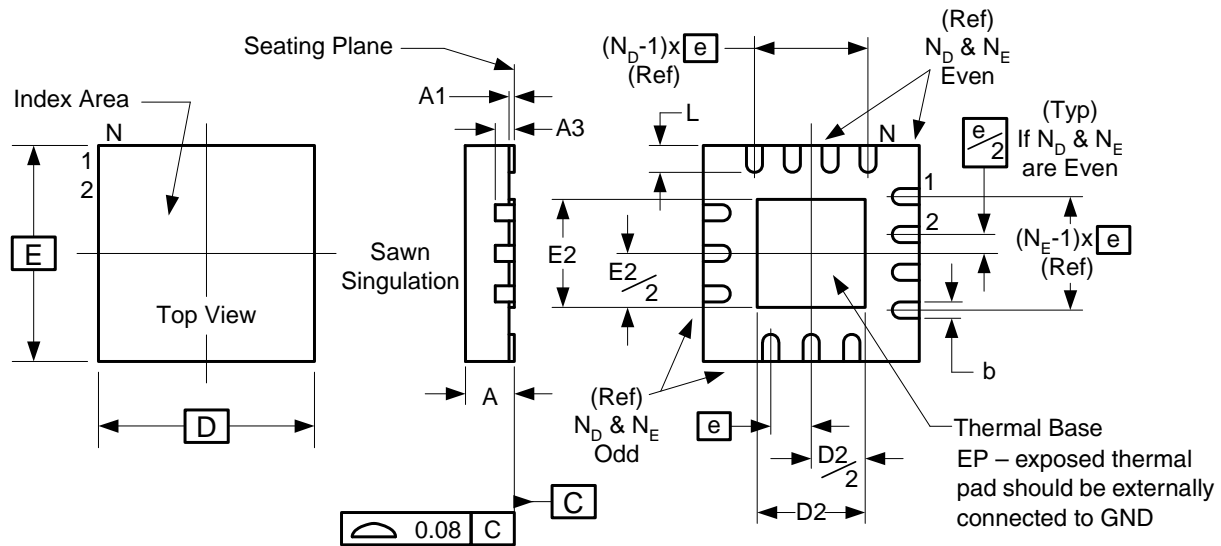 Index Area
N
1
2
E
Top View
D
Seating Plane
A1
A3
Sawn
Singulation
A
0.08 C
C
(N_D-1)x e
(Ref)
L
E2
E2/2
(Ref)
N_D & N_E
Odd
e
D2/2
D2
(Ref)
N_D & N_E
Even
N
1
2
e/2
(Typ)
If N_D & N_E
are Even
(N_E-1)x e
(Ref)
b
Thermal Base
EP – exposed thermal
pad should be externally
connected to GND